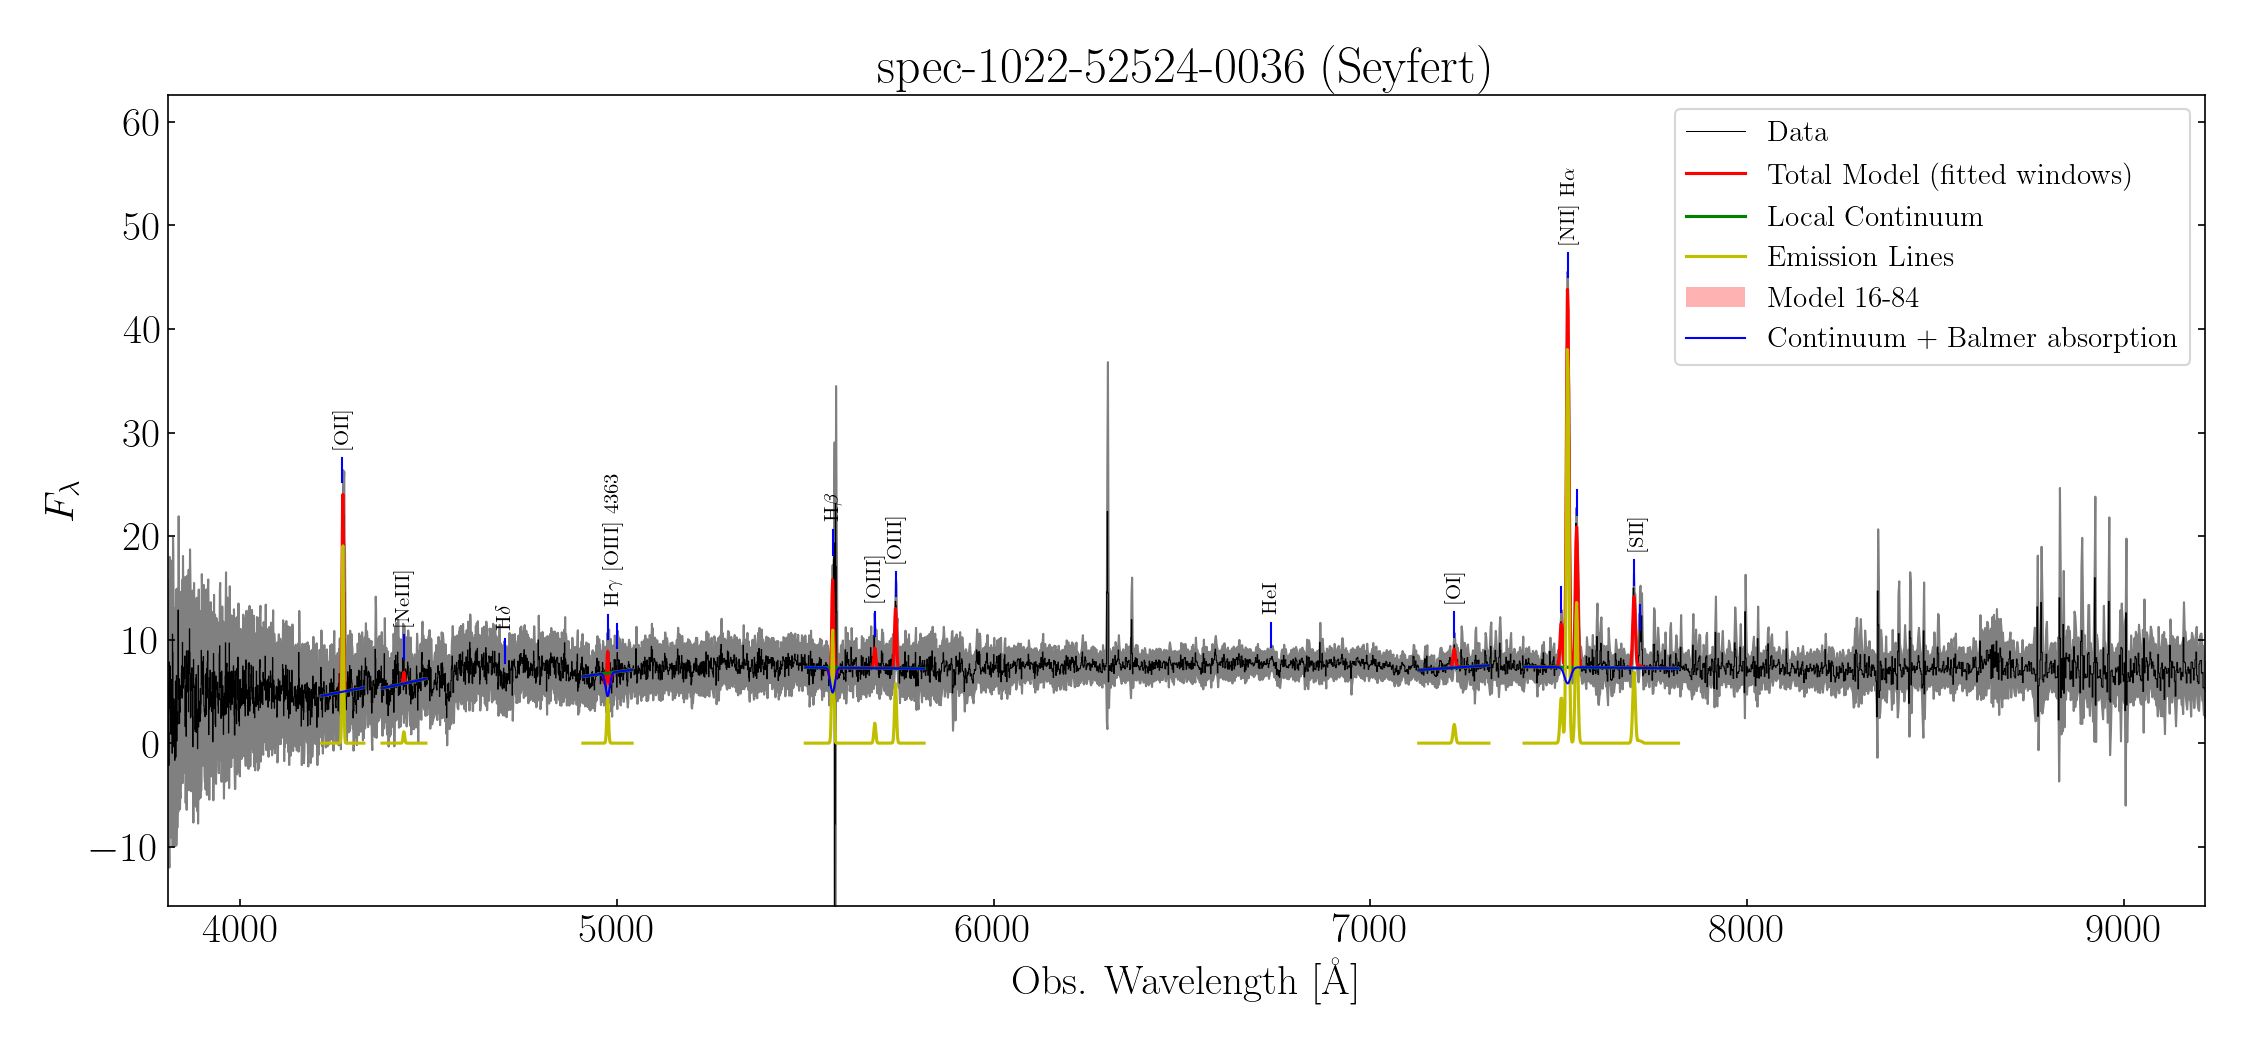 spec-1022-52524-0036 (Seyfert)
60
50
40
30
20
10
0
−10
F_λ
[OII]
[NeIII]
Hδ
Hγ [OIII] 4363
Hβ
[OIII]
[OIII]
HeI
[OI]
[NII] Hα
[SII]
Data
Total Model (fitted windows)
Local Continuum
Emission Lines
Model 16-84
Continuum + Balmer absorption
4000 5000 6000 7000 8000 9000
Obs. Wavelength [Å]